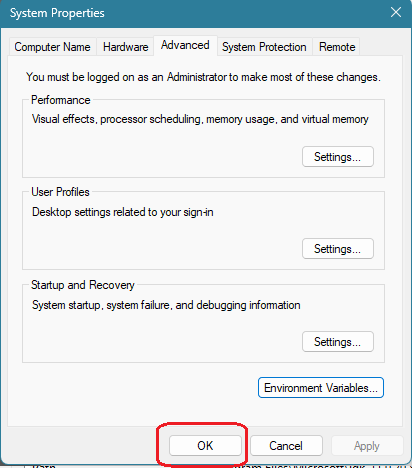 System Properties
Computer Name Hardware Advanced System Protection Remote
You must be logged on as an Administrator to make most of these changes.
Performance
Visual effects, processor scheduling, memory usage, and virtual memory
Settings...
User Profiles
Desktop settings related to your sign-in
Settings...
Startup and Recovery
System startup, system failure, and debugging information
Settings...
Environment Variables...
OK Cancel Apply